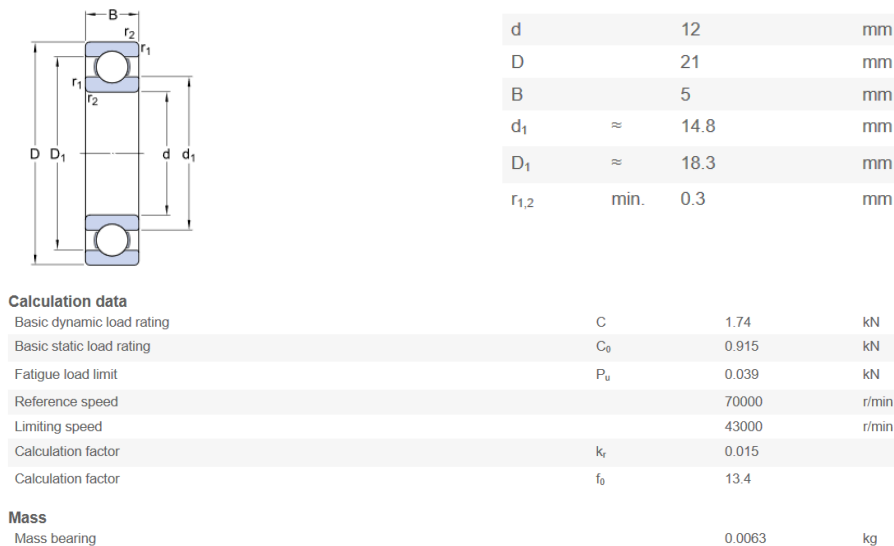 B
r₂
r₁
r₁
r₂
D D₁ d d₁
d 12 mm
D 21 mm
B 5 mm
d₁ ≈ 14.8 mm
D₁ ≈ 18.3 mm
r₁,₂ min. 0.3 mm
Calculation data
Basic dynamic load rating C 1.74 kN
Basic static load rating C₀ 0.915 kN
Fatigue load limit Pᵤ 0.039 kN
Reference speed 70000 r/min
Limiting speed 43000 r/min
Calculation factor kᵣ 0.015
Calculation factor f₀ 13.4
Mass
Mass bearing 0.0063 kg